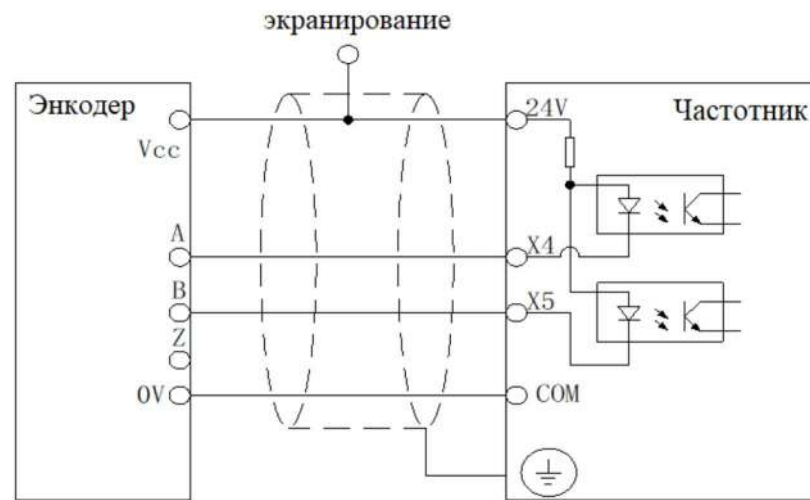 экранирование
Энкодер
24V
Частотник
Vcc
A
X4
B
X5
Z
0V
COM